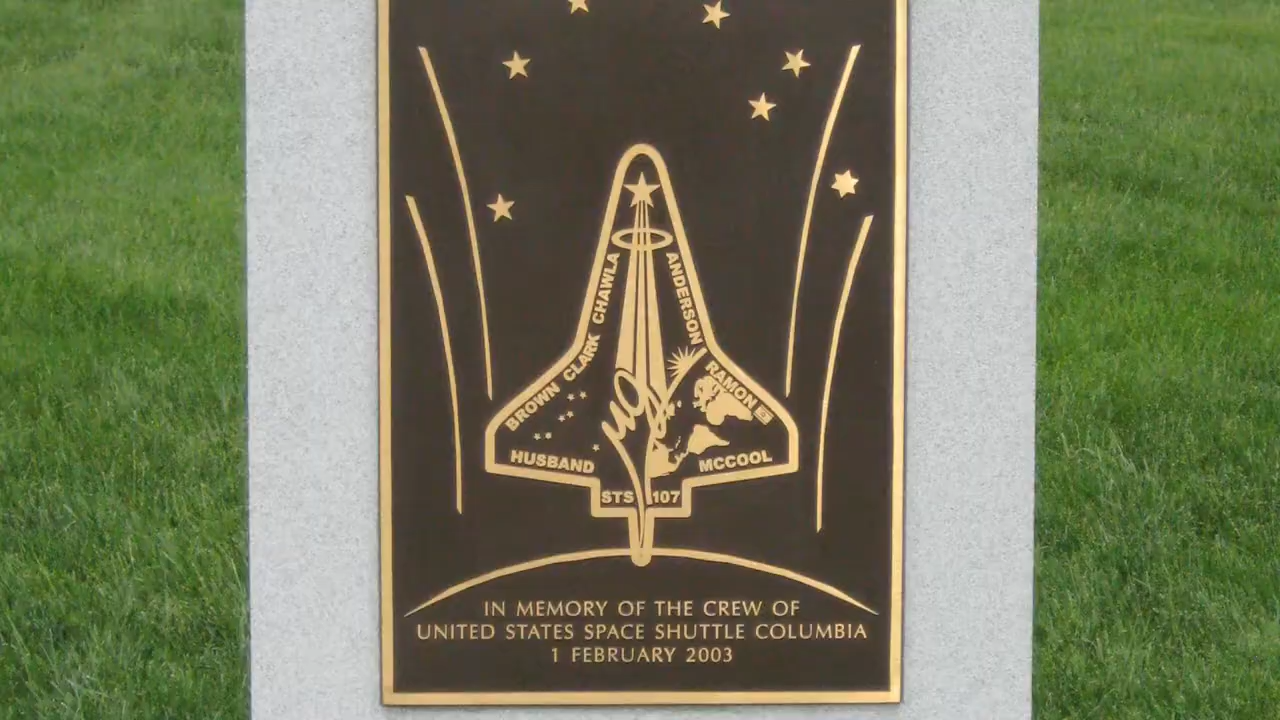 CHAWLA
ANDERSON
CLARK
RAMON
BROWN
HUSBAND
MCCOOL
μg
STS 107
IN MEMORY OF THE CREW OF
UNITED STATES SPACE SHUTTLE COLUMBIA
1 FEBRUARY 2003